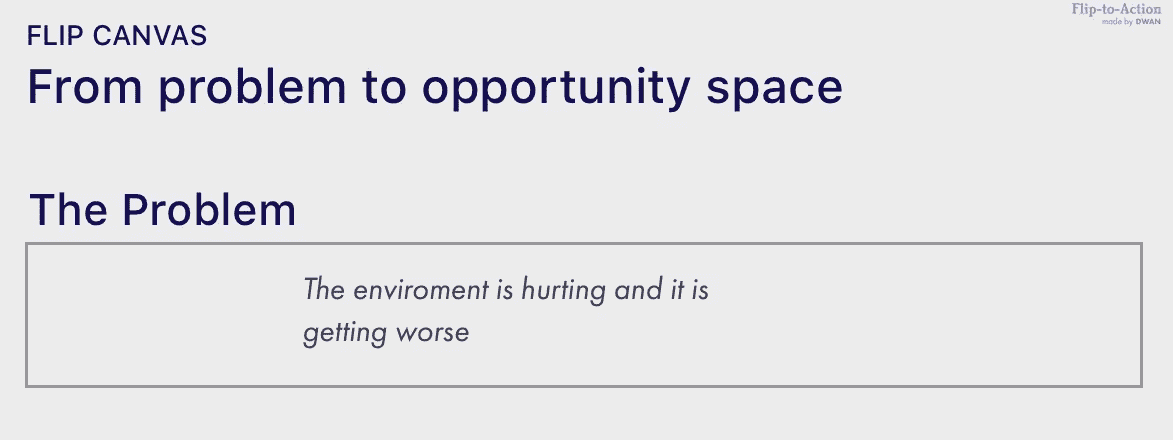 Flip-to-Action
made by DWAN
FLIP CANVAS
From problem to opportunity space
The Problem
The enviroment is hurting and it is
getting worse